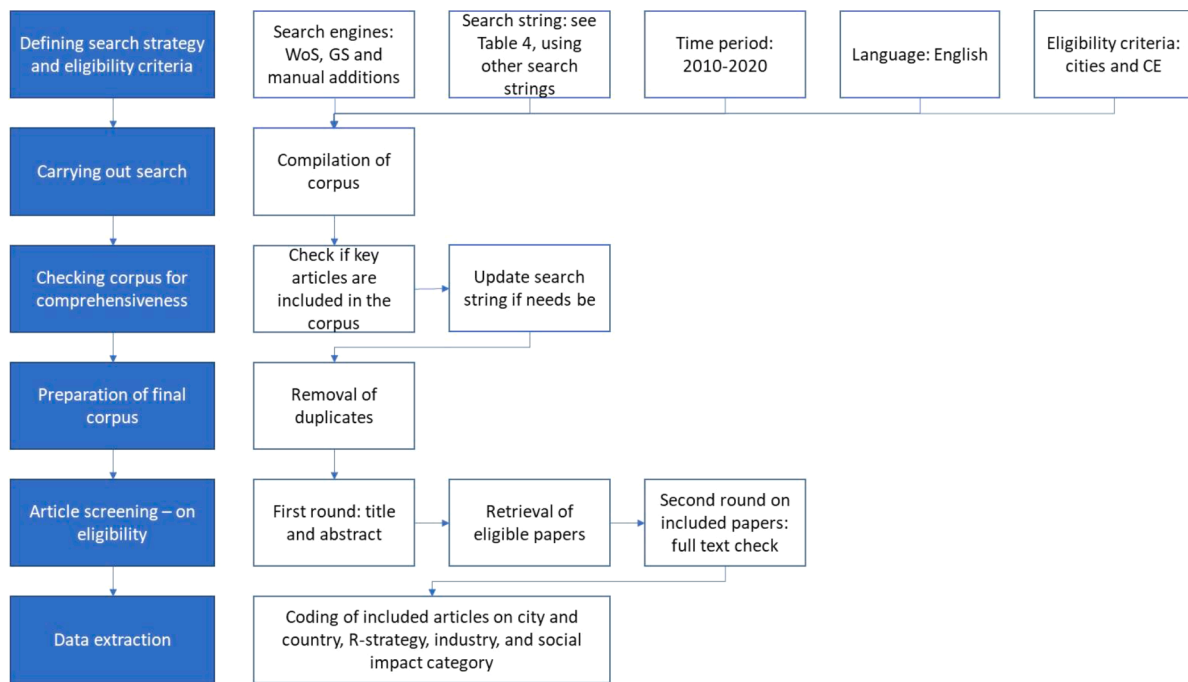 Defining search strategy
and eligibility criteria
Search engines:
WoS, GS and
manual additions
Search string: see
Table 4, using
other search
strings
Time period:
2010-2020
Language: English
Eligibility criteria:
cities and CE
Carrying out search
Compilation of
corpus
Checking corpus for
comprehensiveness
Check if key
articles are
included in the
corpus
Update search
string if needs be
Preparation of final
corpus
Removal of
duplicates
Article screening – on
eligibility
First round: title
and abstract
Retrieval of
eligible papers
Second round on
included papers:
full text check
Data extraction
Coding of included articles on city and
country, R-strategy, industry, and social
impact category